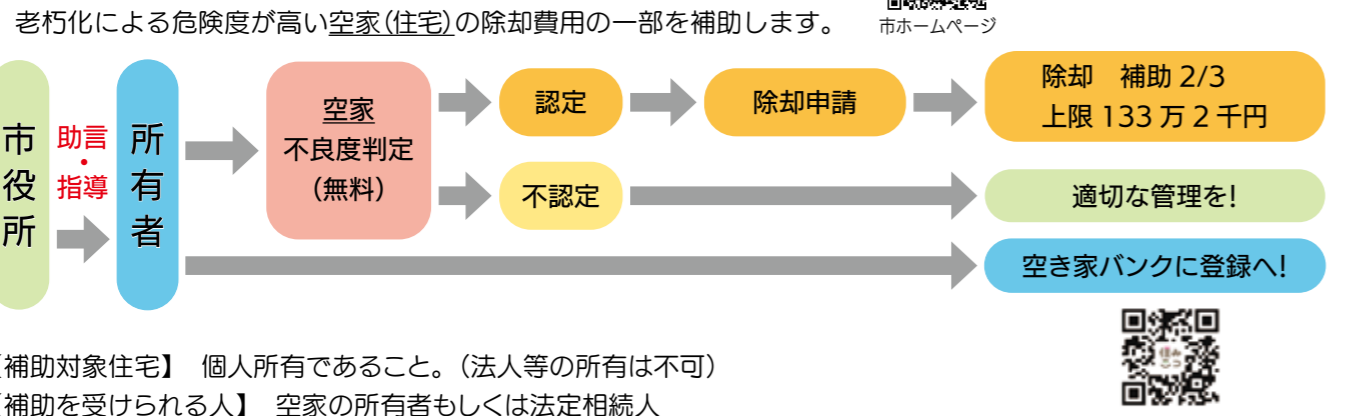 老朽化による危険度が高い空家(住宅)の除却費用の一部を補助します。
市ホームページ
市役所
助言・指導
所有者
空家
不良度判定
(無料)
認定
除却申請
除却 補助 2/3
上限 133 万 2 千円
不認定
適切な管理を!
空き家バンクに登録へ!
【補助対象住宅】 個人所有であること。(法人等の所有は不可)
【補助を受けられる人】 空家の所有者もしくは法定相続人